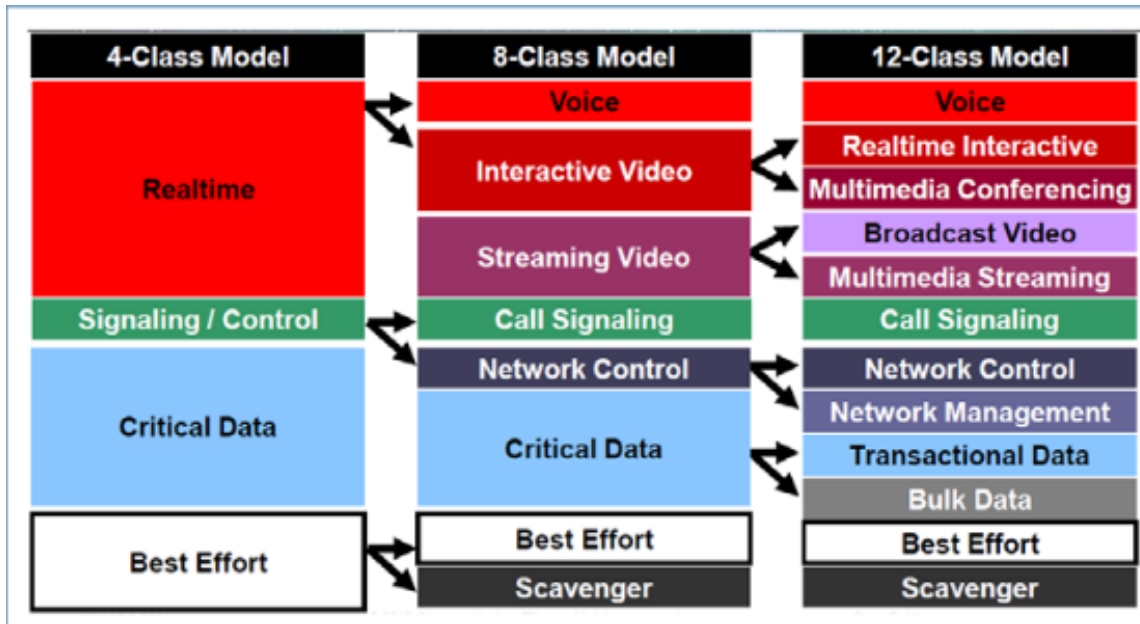 4-Class Model
Realtime
Signaling / Control
Critical Data
Best Effort
8-Class Model
Voice
Interactive Video
Streaming Video
Call Signaling
Network Control
Critical Data
Best Effort
Scavenger
12-Class Model
Voice
Realtime Interactive
Multimedia Conferencing
Broadcast Video
Multimedia Streaming
Call Signaling
Network Control
Network Management
Transactional Data
Bulk Data
Best Effort
Scavenger